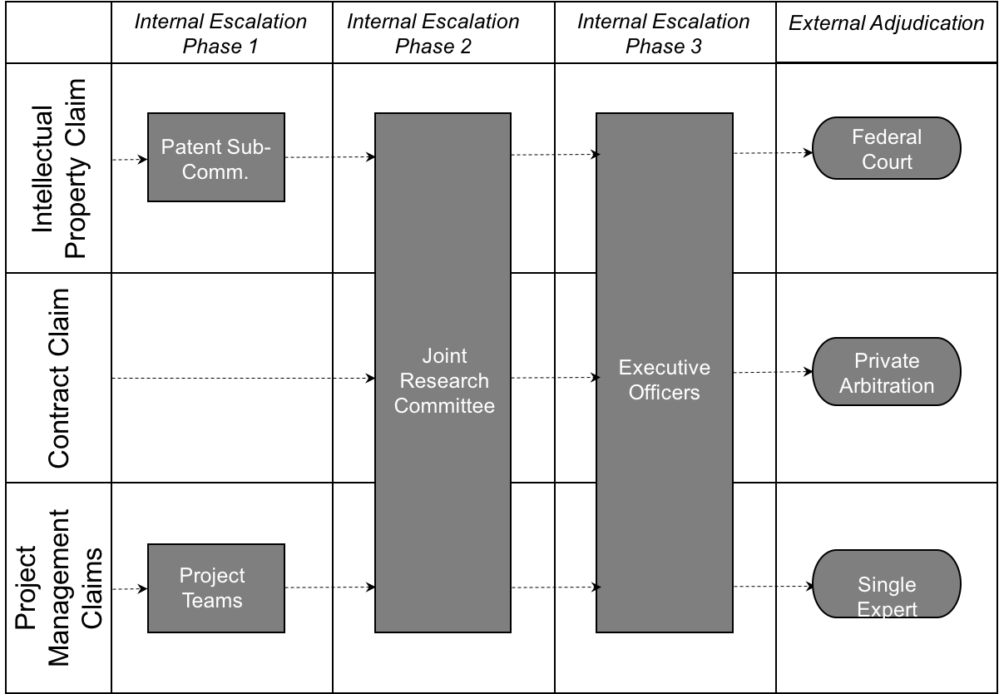 Internal Escalation
Phase 1
Internal Escalation
Phase 2
Internal Escalation
Phase 3
External Adjudication
Intellectual
Property Claim
Patent Sub-
Comm.
Federal
Court
Contract Claim
Joint
Research
Committee
Executive
Officers
Private
Arbitration
Project
Management
Claims
Project
Teams
Single
Expert